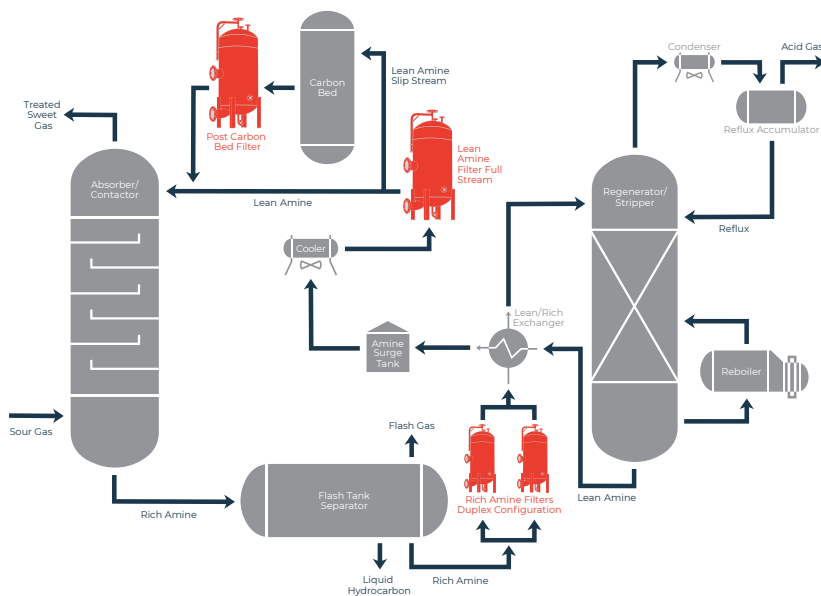 Condenser
Acid Gas
Reflux Accumulator
Carbon
Bed
Lean Amine
Slip Stream
Treated
Sweet
Gas
Post Carbon
Bed Filter
Lean
Amine
Filter Full
Stream
Absorber/
Contactor
Lean Amine
Regenerator/
Stripper
Reflux
Cooler
Lean/Rich
Exchanger
Amine
Surge
Tank
Reboiler
Sour Gas
Flash Gas
Flash Tank
Separator
Rich Amine Filters
Duplex Configuration
Lean Amine
Rich Amine
Liquid
Hydrocarbon
Rich Amine